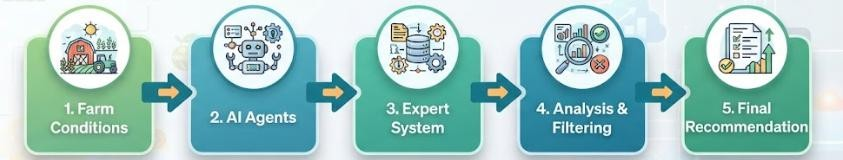 1. Farm
Conditions
2. AI Agents
3. Expert
System
4. Analysis &
Filtering
5. Final
Recommendation